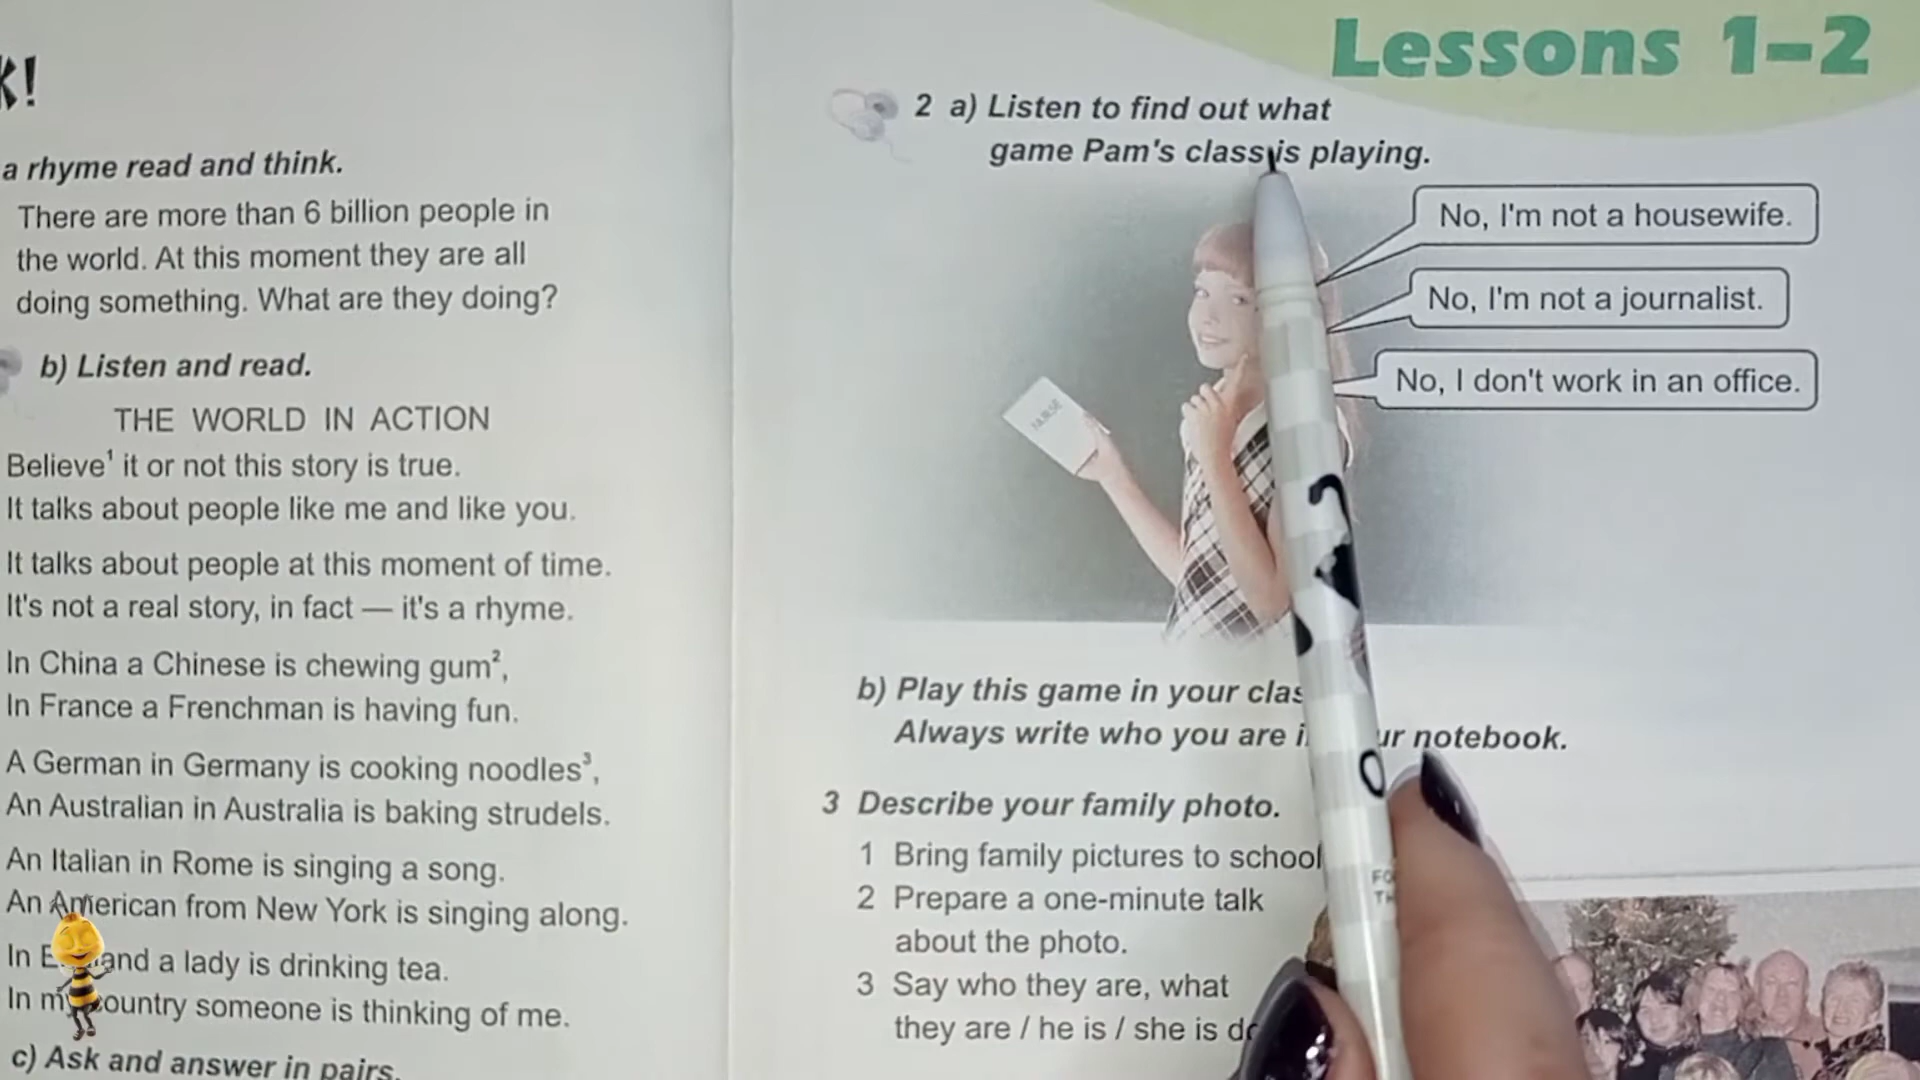 K!
a rhyme read and think.
There are more than 6 billion people in
the world. At this moment they are all
doing something. What are they doing?
b) Listen and read.
THE WORLD IN ACTION
Believe¹ it or not this story is true.
It talks about people like me and like you.
It talks about people at this moment of time.
It's not a real story, in fact — it's a rhyme.
In China a Chinese is chewing gum²,
In France a Frenchman is having fun.
A German in Germany is cooking noodles³,
An Australian in Australia is baking strudels.
An Italian in Rome is singing a song.
An American from New York is singing along.
In a lady is drinking tea.
In my country someone is thinking of me.
c) Ask and answer in pairs.
Lessons 1–2
2 a) Listen to find out what
game Pam's class is playing.
No, I'm not a housewife.
No, I'm not a journalist.
No, I don't work in an office.
NURSE
b) Play this game in your
Always write who you are notebook.
3 Describe your family photo.
1 Bring family pictures to school
2 Prepare a one-minute talk
about the photo.
3 Say who they are, what
they are / he is / she is